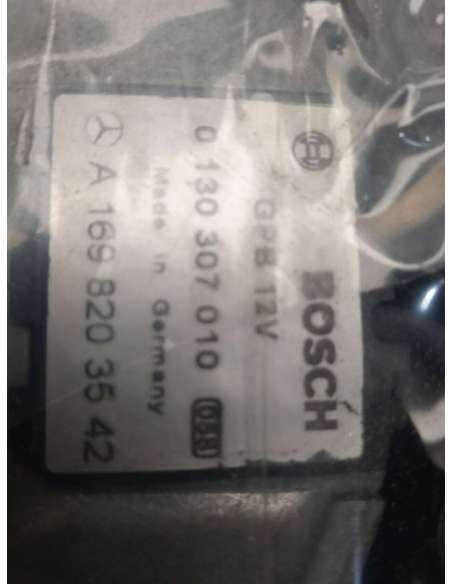 BOSCH
GPB 12V
0 130 307 010
Made in Germany
A 169 820 35 42